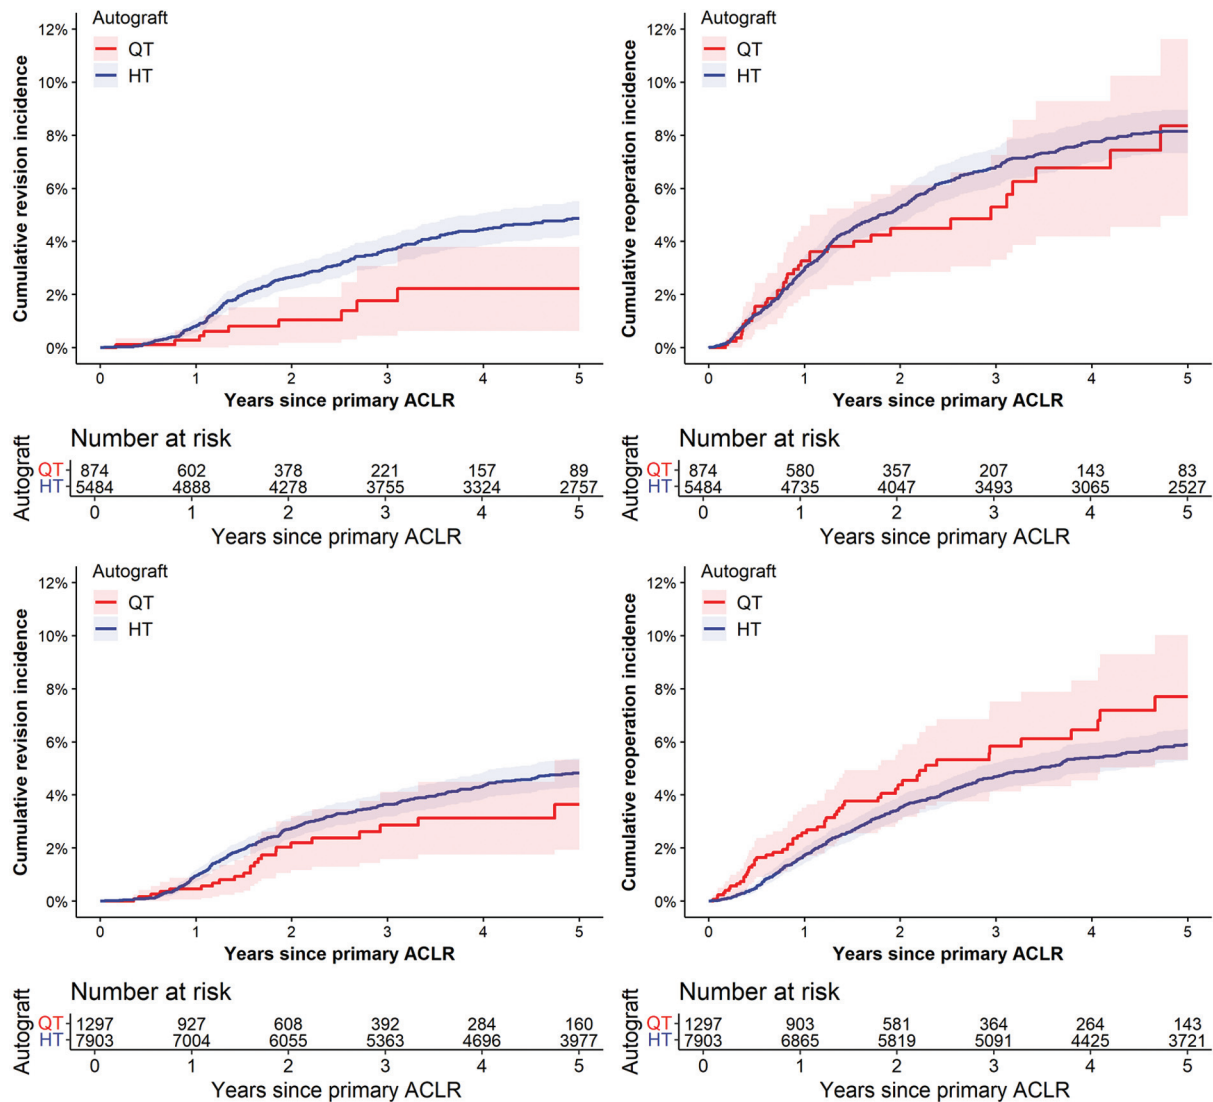 Autograft
QT
HT
Cumulative revision incidence
12%
10%
8%
6%
4%
2%
0%
0 1 2 3 4 5
Years since primary ACLR
Number at risk
Autograft
QT 874 602 378 221 157 89
HT 5484 4888 4278 3755 3324 2757
0 1 2 3 4 5
Years since primary ACLR
Autograft
QT
HT
Cumulative reoperation incidence
12%
10%
8%
6%
4%
2%
0%
0 1 2 3 4 5
Years since primary ACLR
Number at risk
Autograft
QT 874 580 357 207 143 83
HT 5484 4735 4047 3493 3065 2527
0 1 2 3 4 5
Years since primary ACLR
Autograft
QT
HT
Cumulative revision incidence
12%
10%
8%
6%
4%
2%
0%
0 1 2 3 4 5
Years since primary ACLR
Number at risk
Autograft
QT 1297 927 608 392 284 160
HT 7903 7004 6055 5363 4696 3977
0 1 2 3 4 5
Years since primary ACLR
Autograft
QT
HT
Cumulative reoperation incidence
12%
10%
8%
6%
4%
2%
0%
0 1 2 3 4 5
Years since primary ACLR
Number at risk
Autograft
QT 1297 903 581 364 264 143
HT 7903 6865 5819 5091 4425 3721
0 1 2 3 4 5
Years since primary ACLR